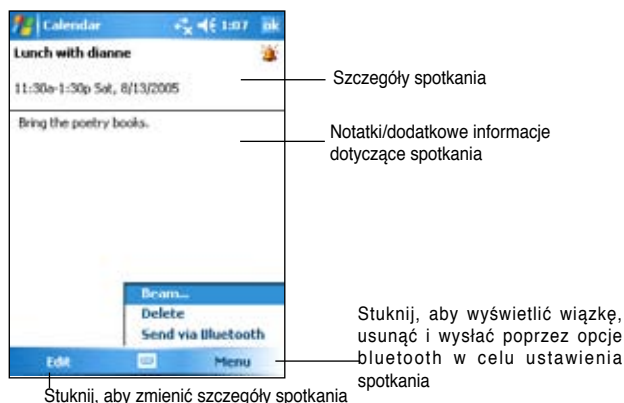 Calendar 1:07 ok
Lunch with dianne
11:30a-1:30p Sat, 8/13/2005
Bring the poetry books.
Beam...
Delete
Send via Bluetooth
Edit Menu
Szczegóły spotkania
Notatki/dodatkowe informacje
dotyczące spotkania
Stuknij, aby wyświetlić wiązkę,
usunąć i wysłać poprzez opcje
bluetooth w celu ustawienia
spotkania
Stuknij, aby zmienić szczegóły spotkania